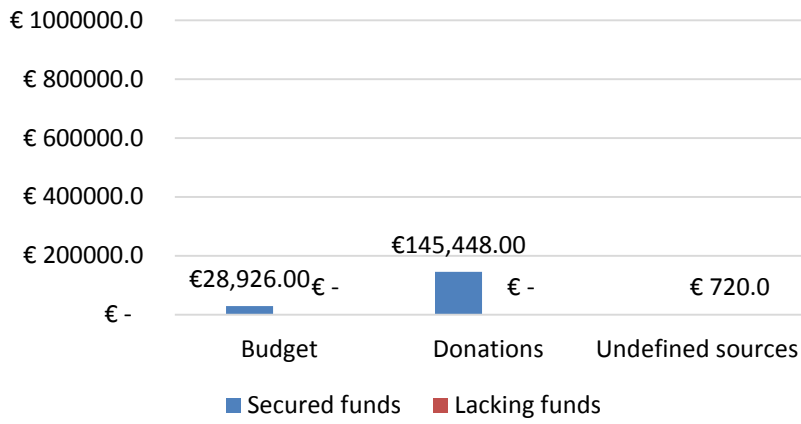 € 1000000.0
€ 800000.0
€ 600000.0
€ 400000.0
€ 200000.0
€ -
€28,926.00
€ -
€145,448.00
€ -
€ 720.0
Budget
Donations
Undefined sources
Secured funds
Lacking funds